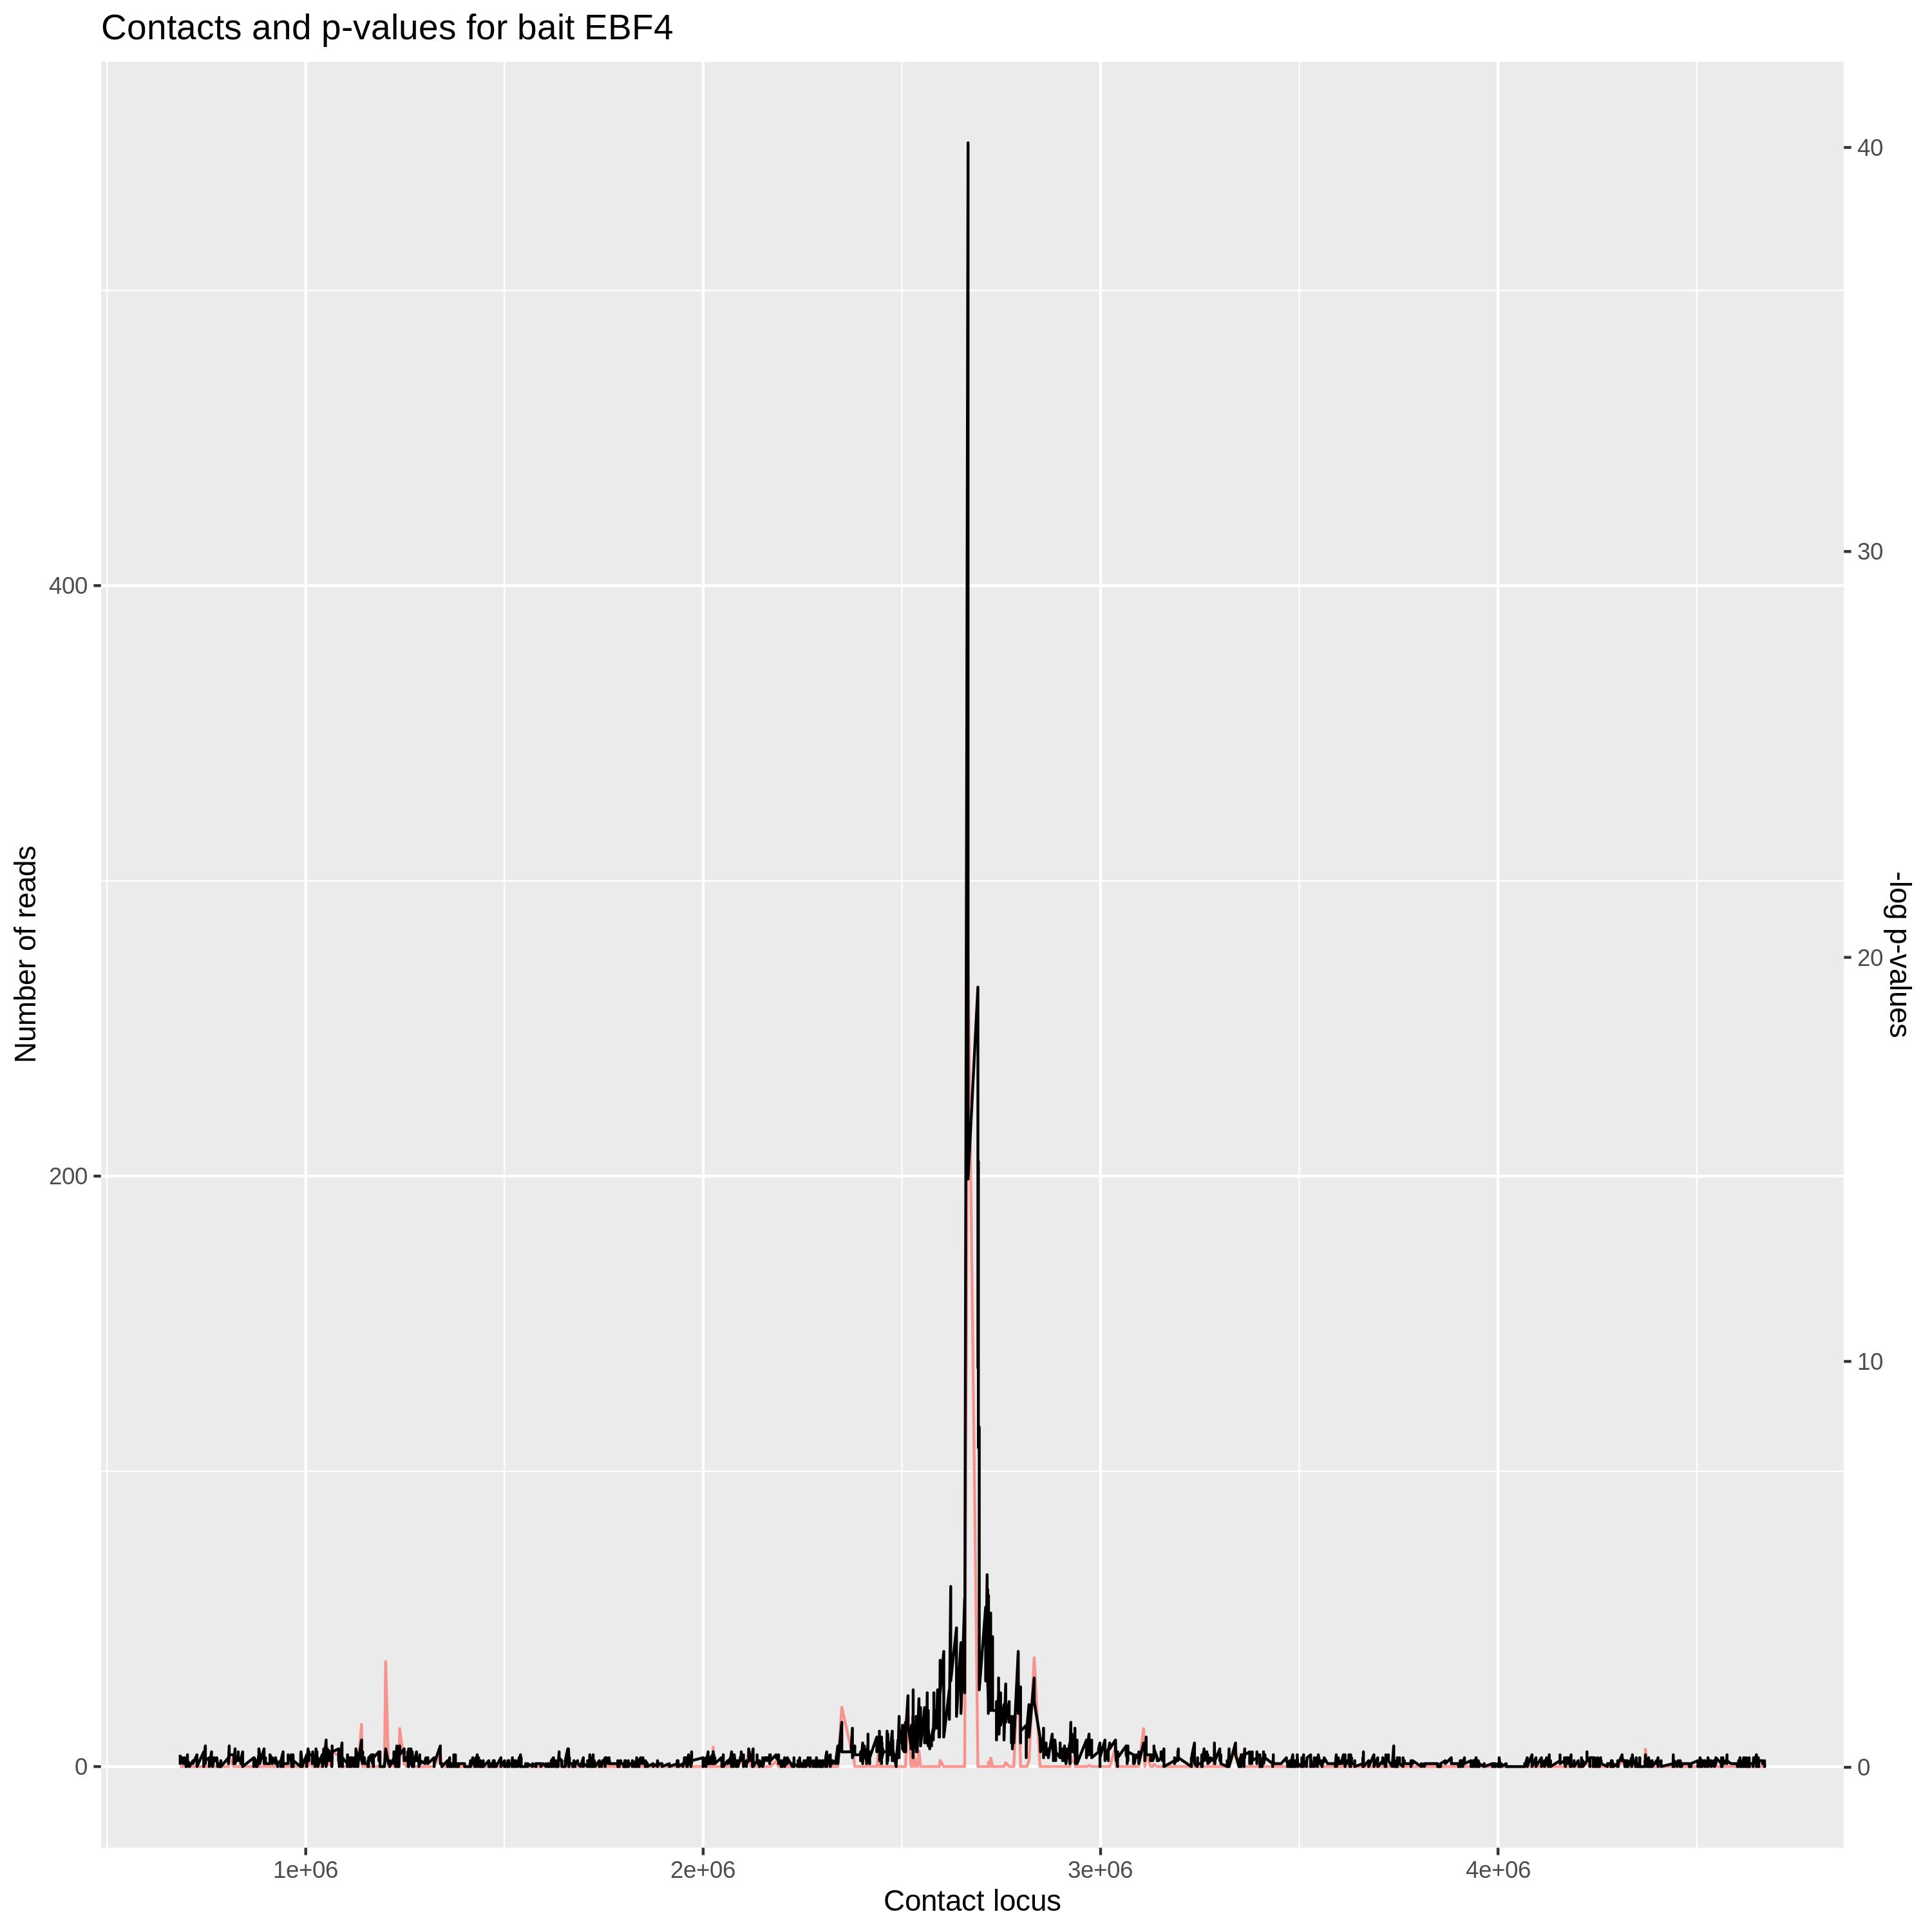 Contacts and p-values for bait EBF4
Number of reads
400
200
0
40
30
20
10
0
-log p-values
1e+06
2e+06
3e+06
4e+06
Contact locus